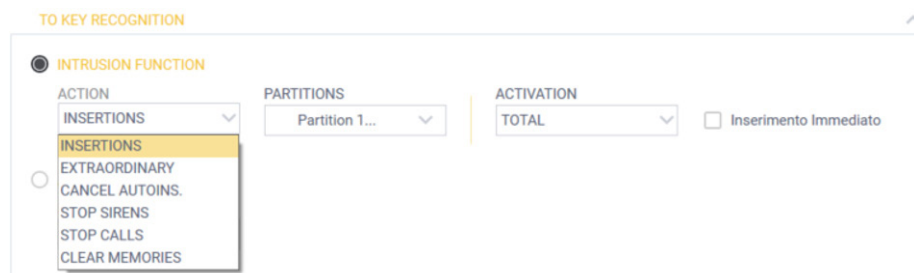 TO KEY RECOGNITION
INTRUSION FUNCTION
ACTION PARTITIONS ACTIVATION
INSERTIONS Partition 1... TOTAL Inserimento Immediato
INSERTIONS
EXTRAORDINARY
CANCEL AUTOINS.
STOP SIRENS
STOP CALLS
CLEAR MEMORIES